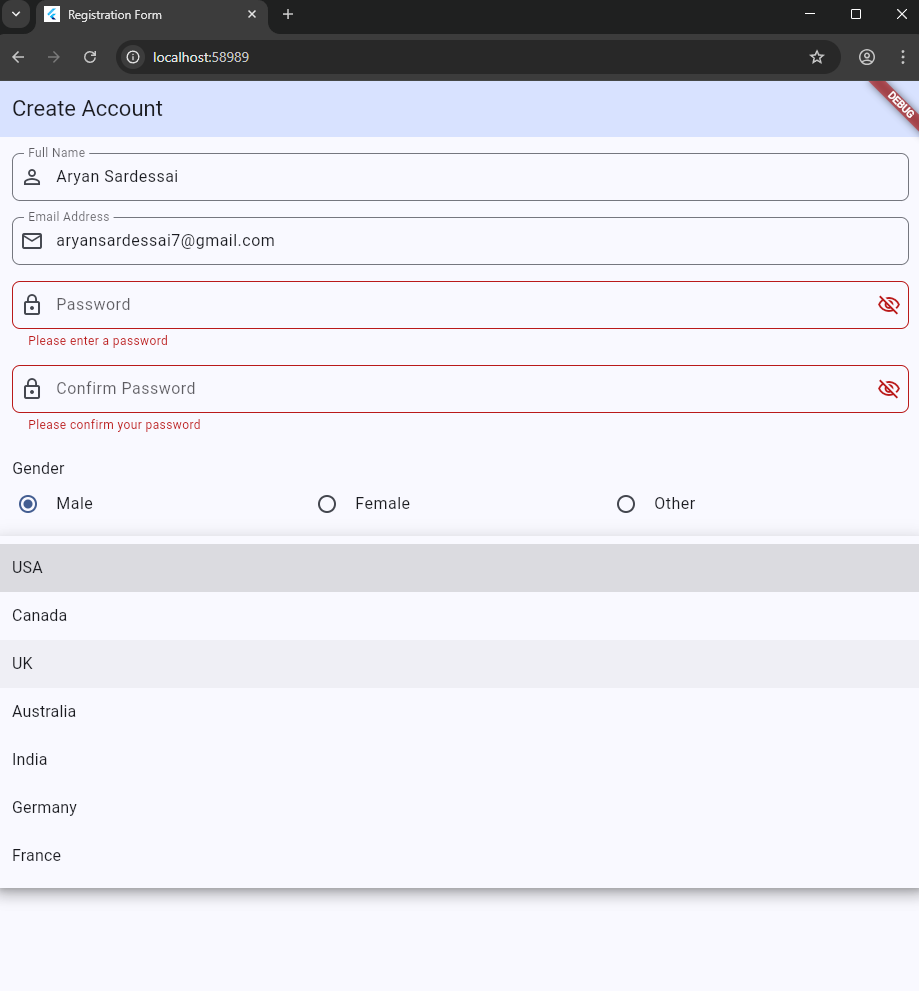 Registration Form
localhost:58989
Create Account
DEBUG
Full Name
Aryan Sardessai
Email Address
aryansardessai7@gmail.com
Password
Please enter a password
Confirm Password
Please confirm your password
Gender
Male Female Other
USA
Canada
UK
Australia
India
Germany
France